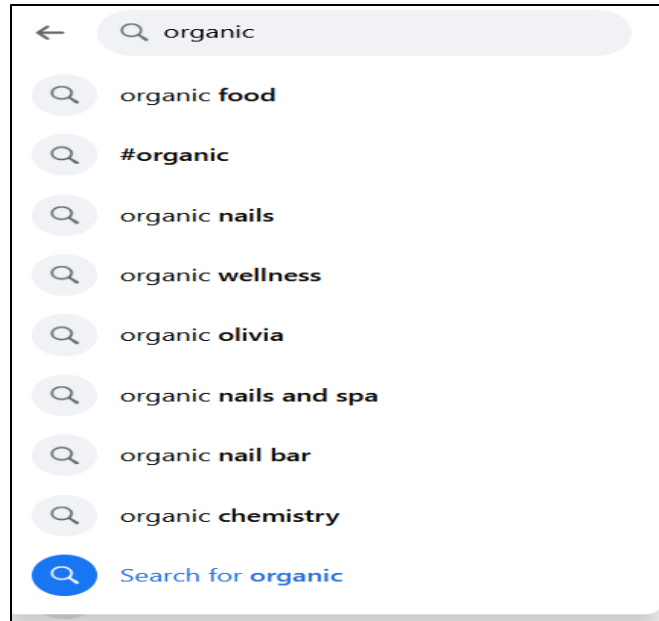 organic
organic food
#organic
organic nails
organic wellness
organic olivia
organic nails and spa
organic nail bar
organic chemistry
Search for organic